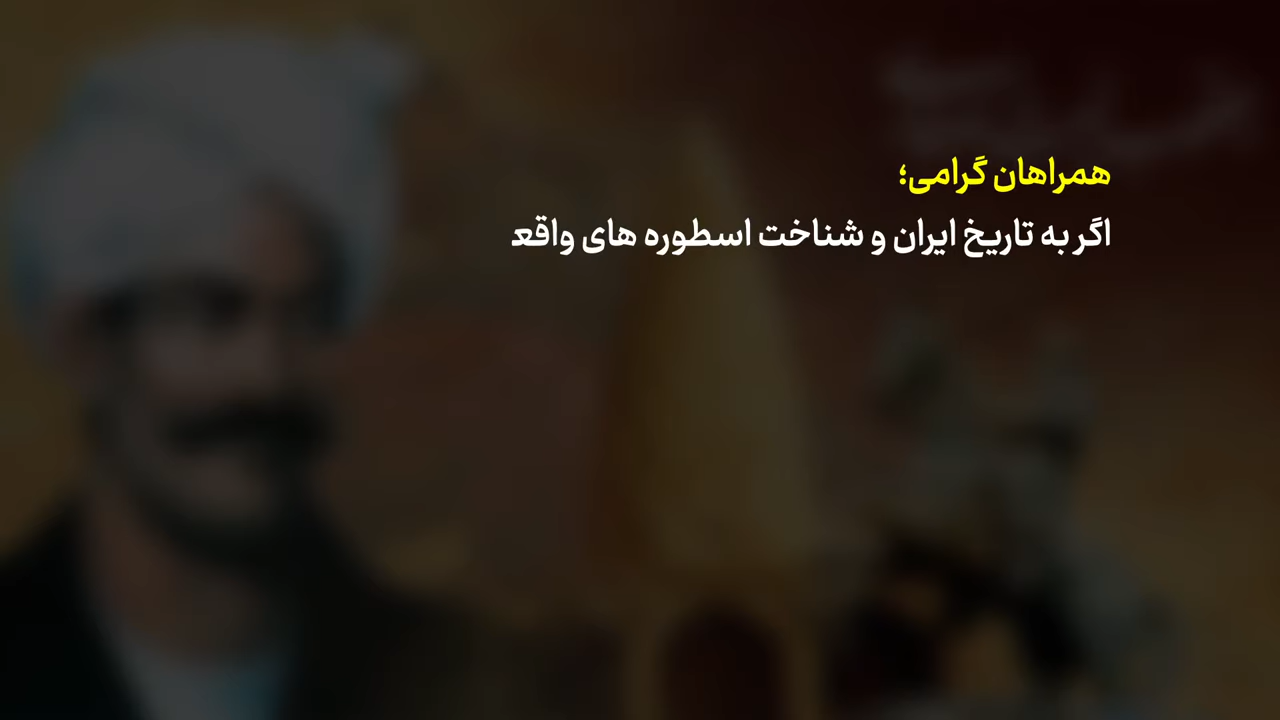 همراهان گرامی؛
اگر به تاریخ ایران و شناخت اسطوره های واقع